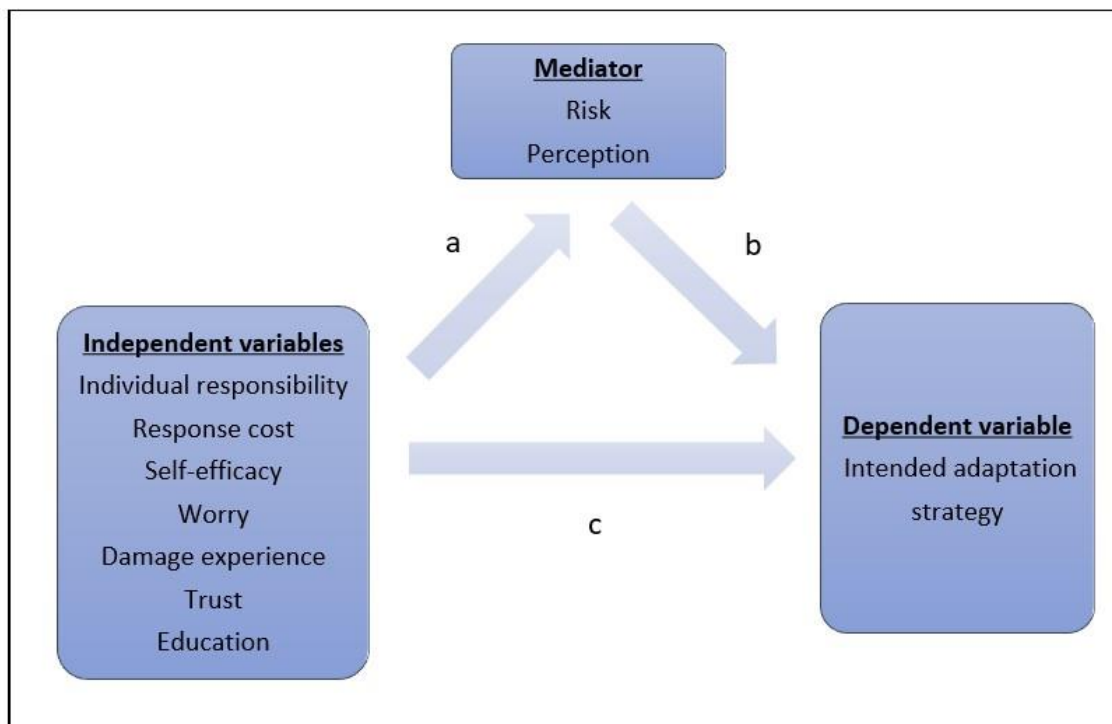 Mediator
Risk
Perception
a
b
Independent variables
Individual responsibility
Response cost
Self-efficacy
Worry
Damage experience
Trust
Education
c
Dependent variable
Intended adaptation
strategy